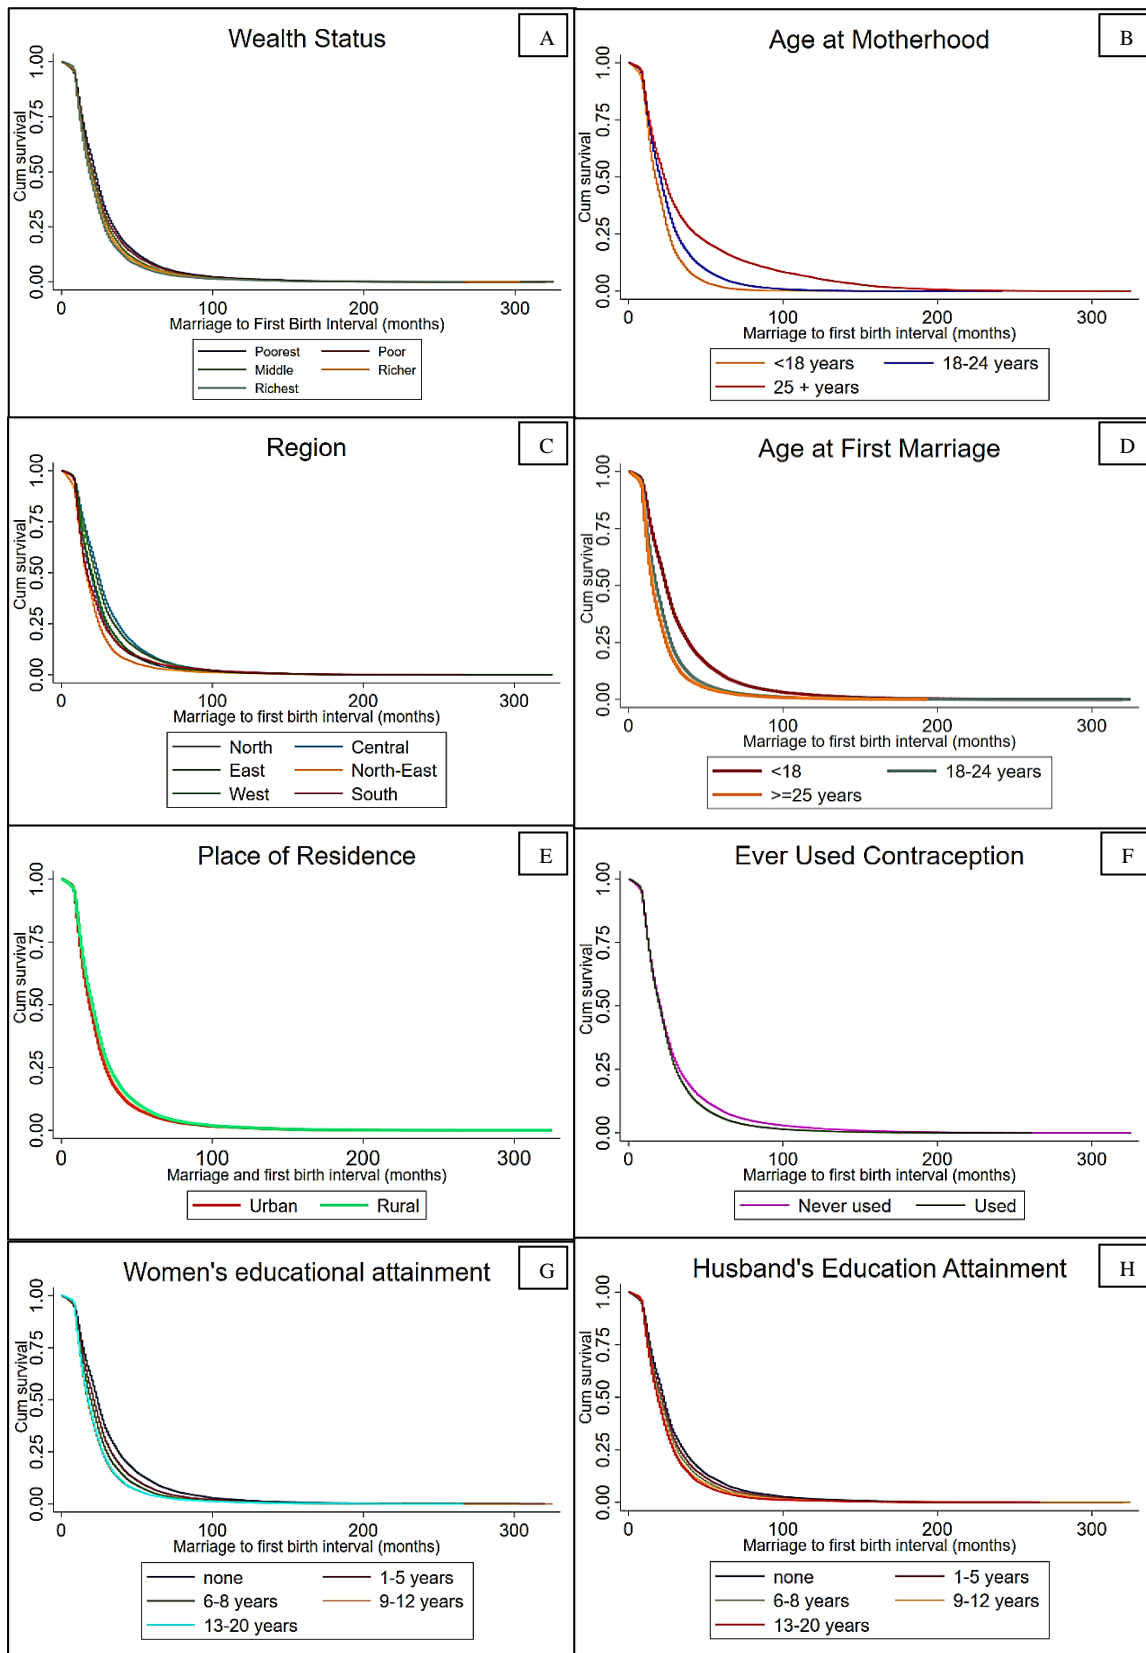 Wealth Status
A
Cum survival
1.00
0.75
0.50
0.25
0.00
0 100 200 300
Marriage to First Birth Interval (months)
Poorest Poor
Middle Richer
Richest
Age at Motherhood
B
Cum survival
1.00
0.75
0.50
0.25
0.00
0 100 200 300
Marriage to first birth interval (months)
<18 years 18-24 years
25 + years
Region
C
Cum survival
1.00
0.75
0.50
0.25
0.00
0 100 200 300
Marriage to first birth interval (months)
North Central
East North-East
West South
Age at First Marriage
D
Cum survival
1.00
0.75
0.50
0.25
0.00
0 100 200 300
Marriage to first birth interval (months)
<18 18-24 years
>=25 years
Place of Residence
E
Cum survival
1.00
0.75
0.50
0.25
0.00
0 100 200 300
Marriage and first birth interval (months)
Urban Rural
Ever Used Contraception
F
Cum survival
1.00
0.75
0.50
0.25
0.00
0 100 200 300
Marriage to first birth interval (months)
Never used Used
Women's educational attainment
G
Cum survival
1.00
0.75
0.50
0.25
0.00
0 100 200 300
Marriage to first birth interval (months)
none 1-5 years
6-8 years 9-12 years
13-20 years
Husband's Education Attainment
H
Cum survival
1.00
0.75
0.50
0.25
0.00
0 100 200 300
Marriage to first birth interval (months)
none 1-5 years
6-8 years 9-12 years
13-20 years